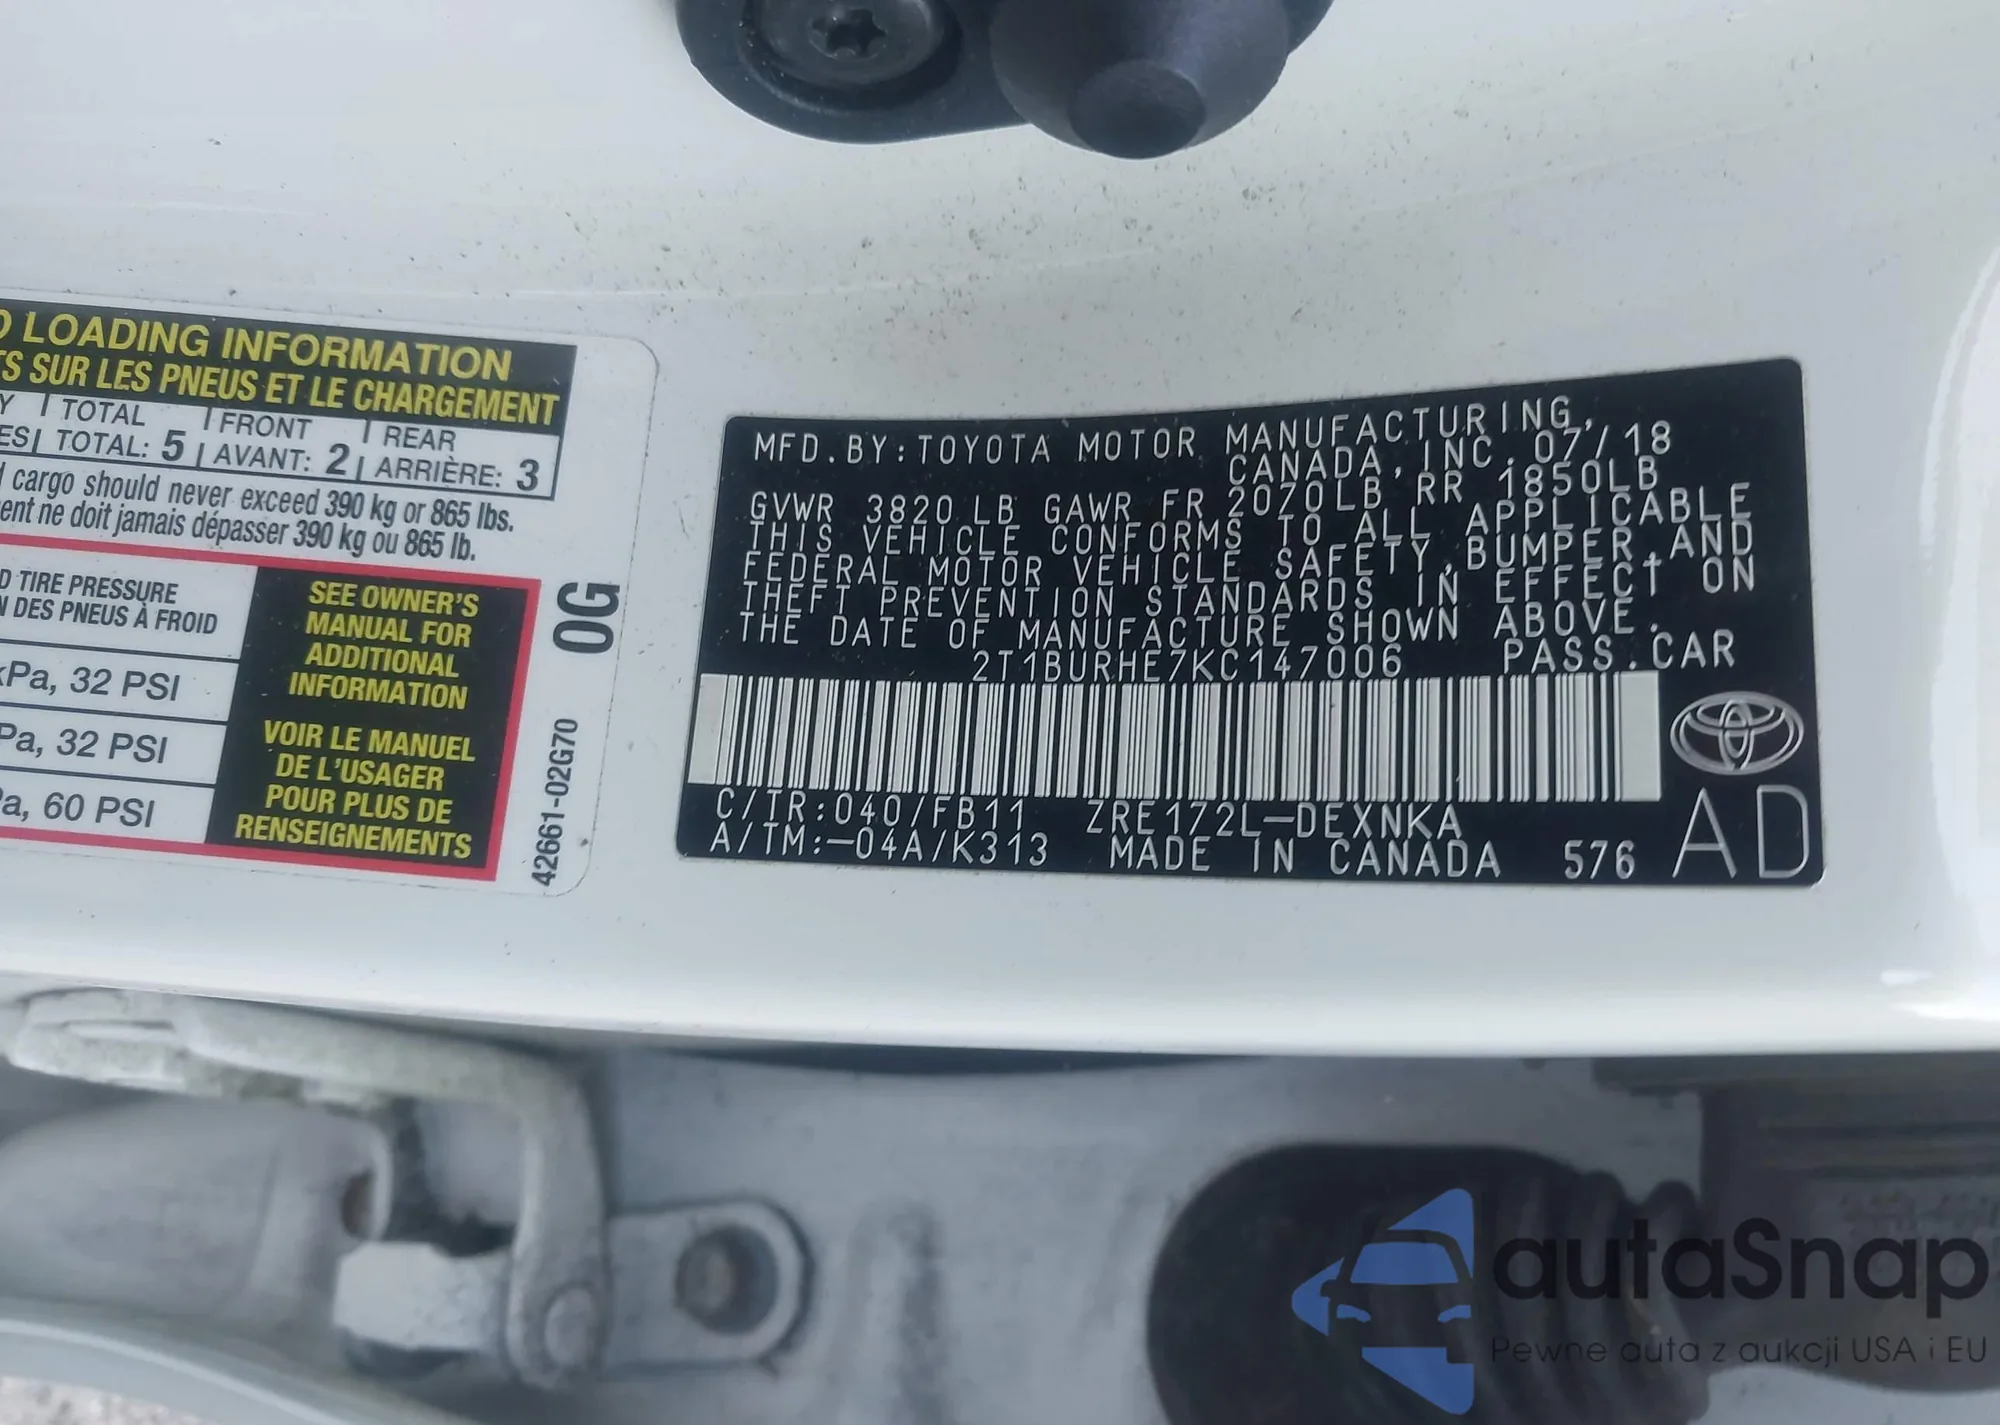 LOADING INFORMATION
SUR LES PNEUS ET LE CHARGEMENT
TOTAL FRONT REAR
TOTAL: 5 AVANT: 2 ARRIÈRE: 3
cargo should never exceed 390 kg or 865 lbs.
ne doit jamais dépasser 390 kg ou 865 lb.
TIRE PRESSURE
DES PNEUS À FROID
kPa, 32 PSI
Pa, 32 PSI
a, 60 PSI
SEE OWNER'S
MANUAL FOR
ADDITIONAL
INFORMATION
VOIR LE MANUEL
DE L'USAGER
POUR PLUS DE
RENSEIGNEMENTS
0G
42661-02G70
MFD.BY:TOYOTA MOTOR MANUFACTURING,
CANADA, INC. 07/18
GVWR 3820 LB GAWR FR 2070LB RR 1850LB
THIS VEHICLE CONFORMS TO ALL APPLICABLE
FEDERAL MOTOR VEHICLE SAFETY,BUMPER,AND
THEFT PREVENTION STANDARDS IN EFFECT ON
THE DATE OF MANUFACTURE SHOWN ABOVE.
2T1BURHE7KC147006 PASS.CAR
C/TR:040/FB11 ZRE172L-DEXNKA
A/TM:-04A/K313 MADE IN CANADA 576
AD
autaSnap
Pewne auta z aukcji USA i EU